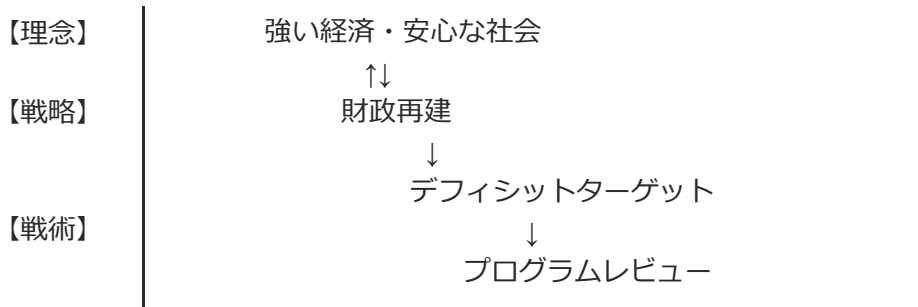 【理念】 強い経済・安心な社会
↑↓
【戦略】 財政再建
↓
デフィシットターゲット
【戦術】 ↓
プログラムレビュー